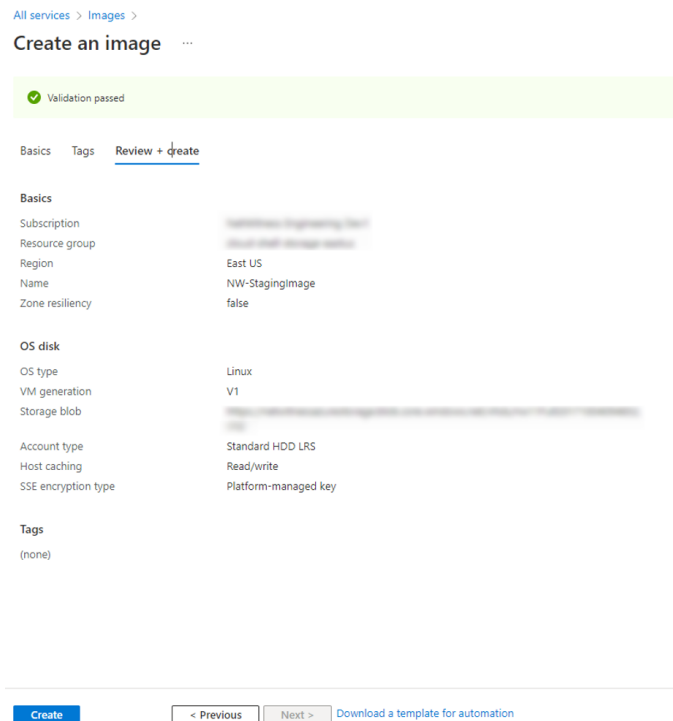 All services > Images >
Create an image ...
Validation passed
Basics Tags Review + create
Basics
Subscription
Resource group
Region East US
Name NW-StagingImage
Zone resiliency false
OS disk
OS type Linux
VM generation V1
Storage blob
Account type Standard HDD LRS
Host caching Read/write
SSE encryption type Platform-managed key
Tags
(none)
Create < Previous Next > Download a template for automation